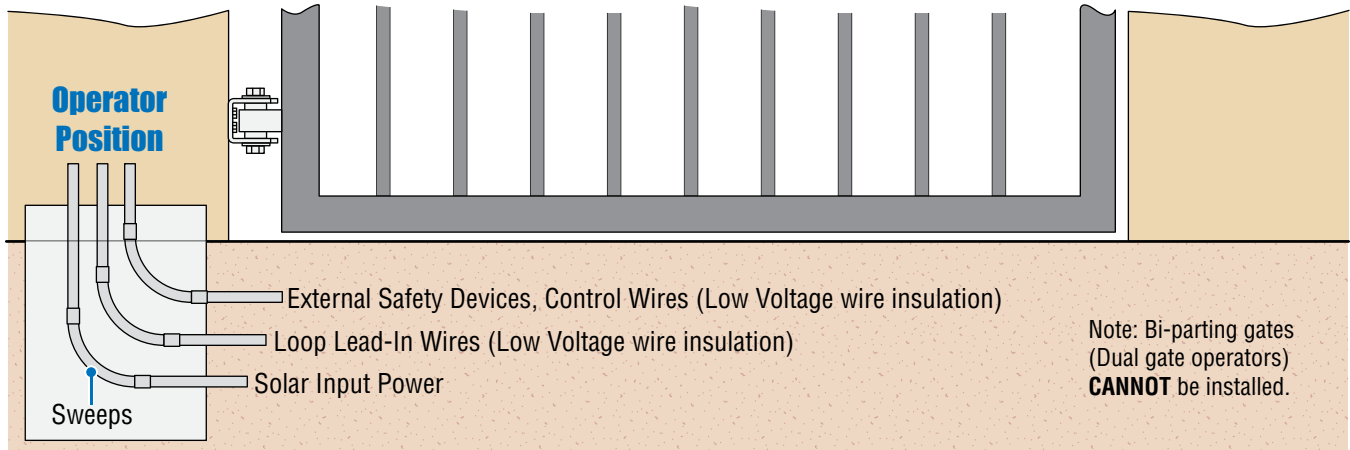 Operator
Position
External Safety Devices, Control Wires (Low Voltage wire insulation)
Loop Lead-In Wires (Low Voltage wire insulation)
Solar Input Power
Sweeps
Note: Bi-parting gates
(Dual gate operators)
CANNOT be installed.